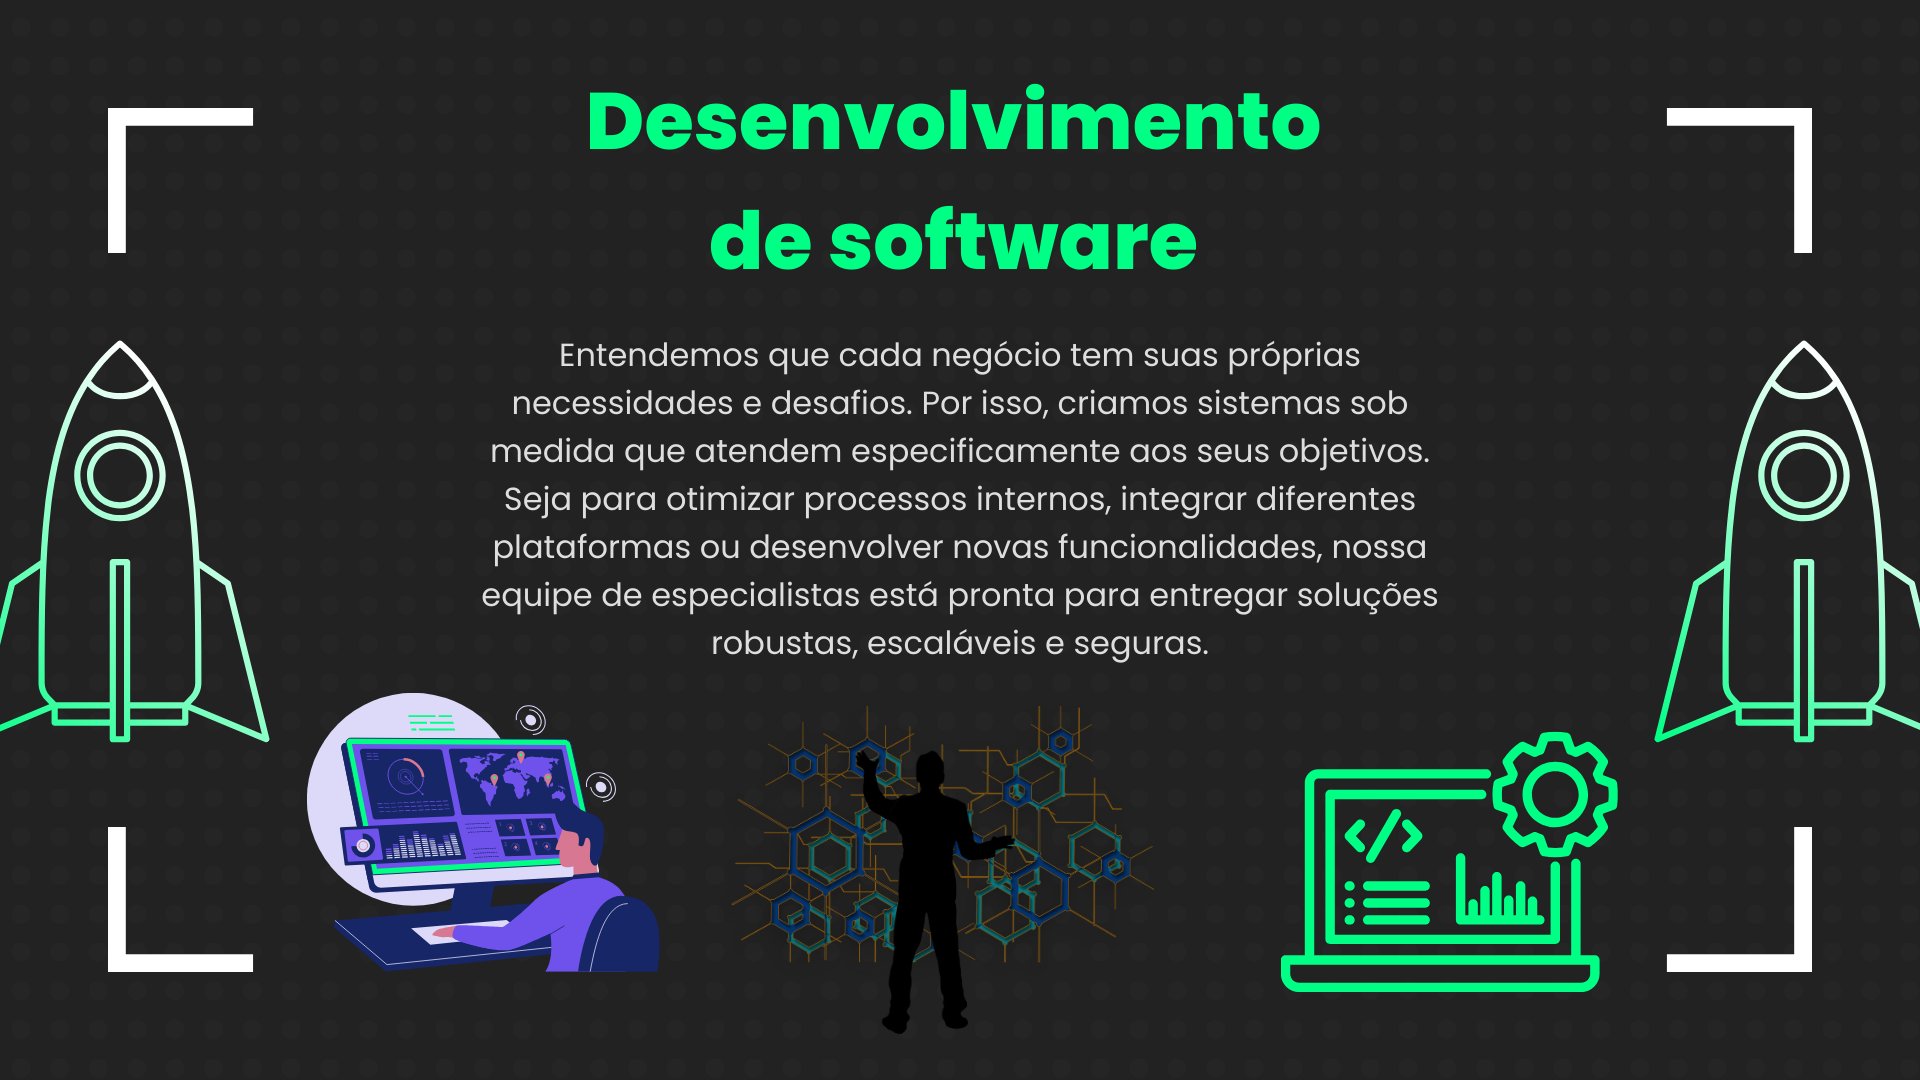 Desenvolvimento
de software
Entendemos que cada negócio tem suas próprias
necessidades e desafios. Por isso, criamos sistemas sob
medida que atendem especificamente aos seus objetivos.
Seja para otimizar processos internos, integrar diferentes
plataformas ou desenvolver novas funcionalidades, nossa
equipe de especialistas está pronta para entregar soluções
robustas, escaláveis e seguras.